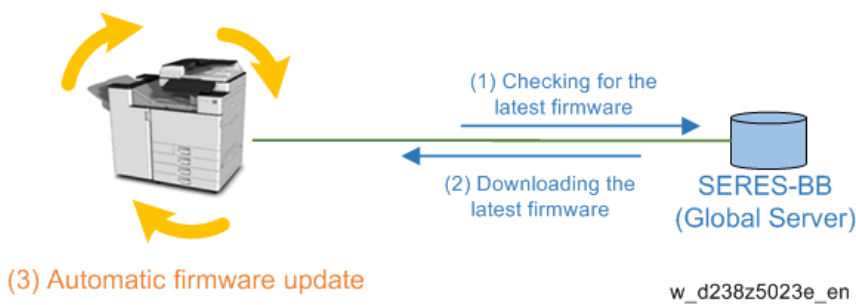 (1) Checking for the
latest firmware
(2) Downloading the
latest firmware
SERES-BB
(Global Server)
(3) Automatic firmware update
w_d238z5023e_en